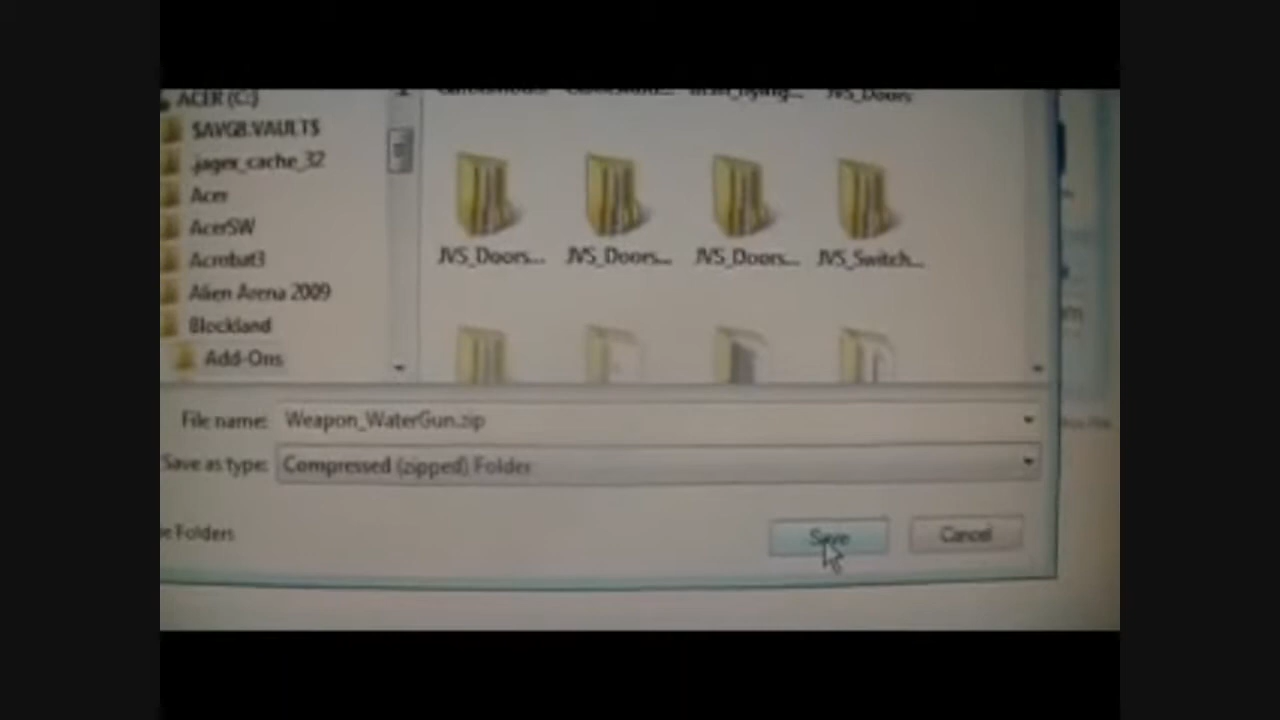 ACER (C:)
$AVG8.VAULT$
.jagex_cache_32
Acer
AcerSW
Acrobat3
Alien Arena 2009
Blockland
Add-Ons
JVS_Doors
JVS_Doors...
JVS_Doors...
JVS_Doors...
JVS_Switch...
File name: Weapon_WaterGun.zip
Save as type: Compressed (zipped) Folder
e Folders
Save
Cancel